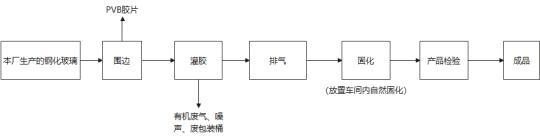 PVB胶片
本厂生产的钢化玻璃
围边
灌胶
排气
固化
产品检验
成品
(放置车间内自然固化)
有机废气、噪
声、废包装桶